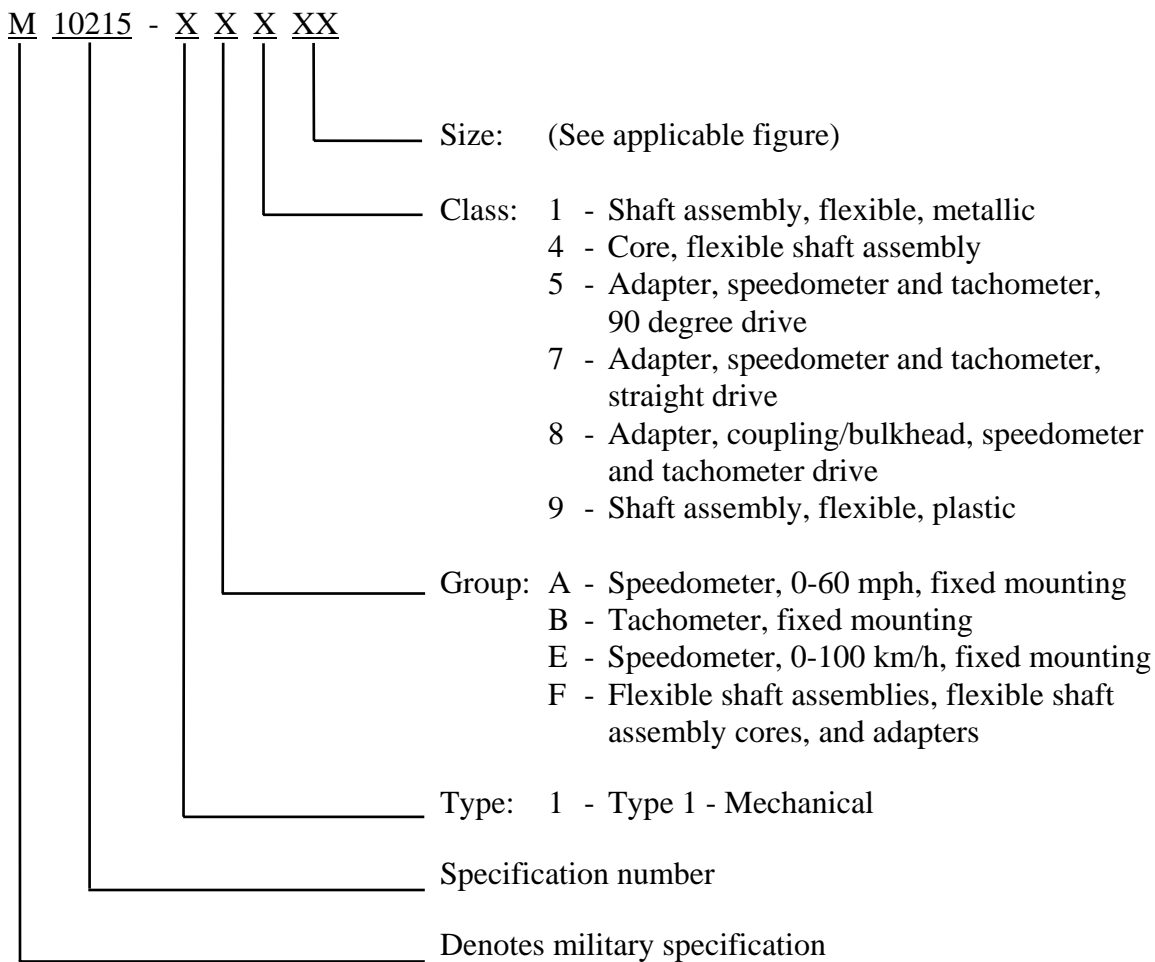 M 10215 - X X X XX
Size: (See applicable figure)
Class: 1 - Shaft assembly, flexible, metallic
4 - Core, flexible shaft assembly
5 - Adapter, speedometer and tachometer,
90 degree drive
7 - Adapter, speedometer and tachometer,
straight drive
8 - Adapter, coupling/bulkhead, speedometer
and tachometer drive
9 - Shaft assembly, flexible, plastic
Group: A - Speedometer, 0-60 mph, fixed mounting
B - Tachometer, fixed mounting
E - Speedometer, 0-100 km/h, fixed mounting
F - Flexible shaft assemblies, flexible shaft
assembly cores, and adapters
Type: 1 - Type 1 - Mechanical
Specification number
Denotes military specification